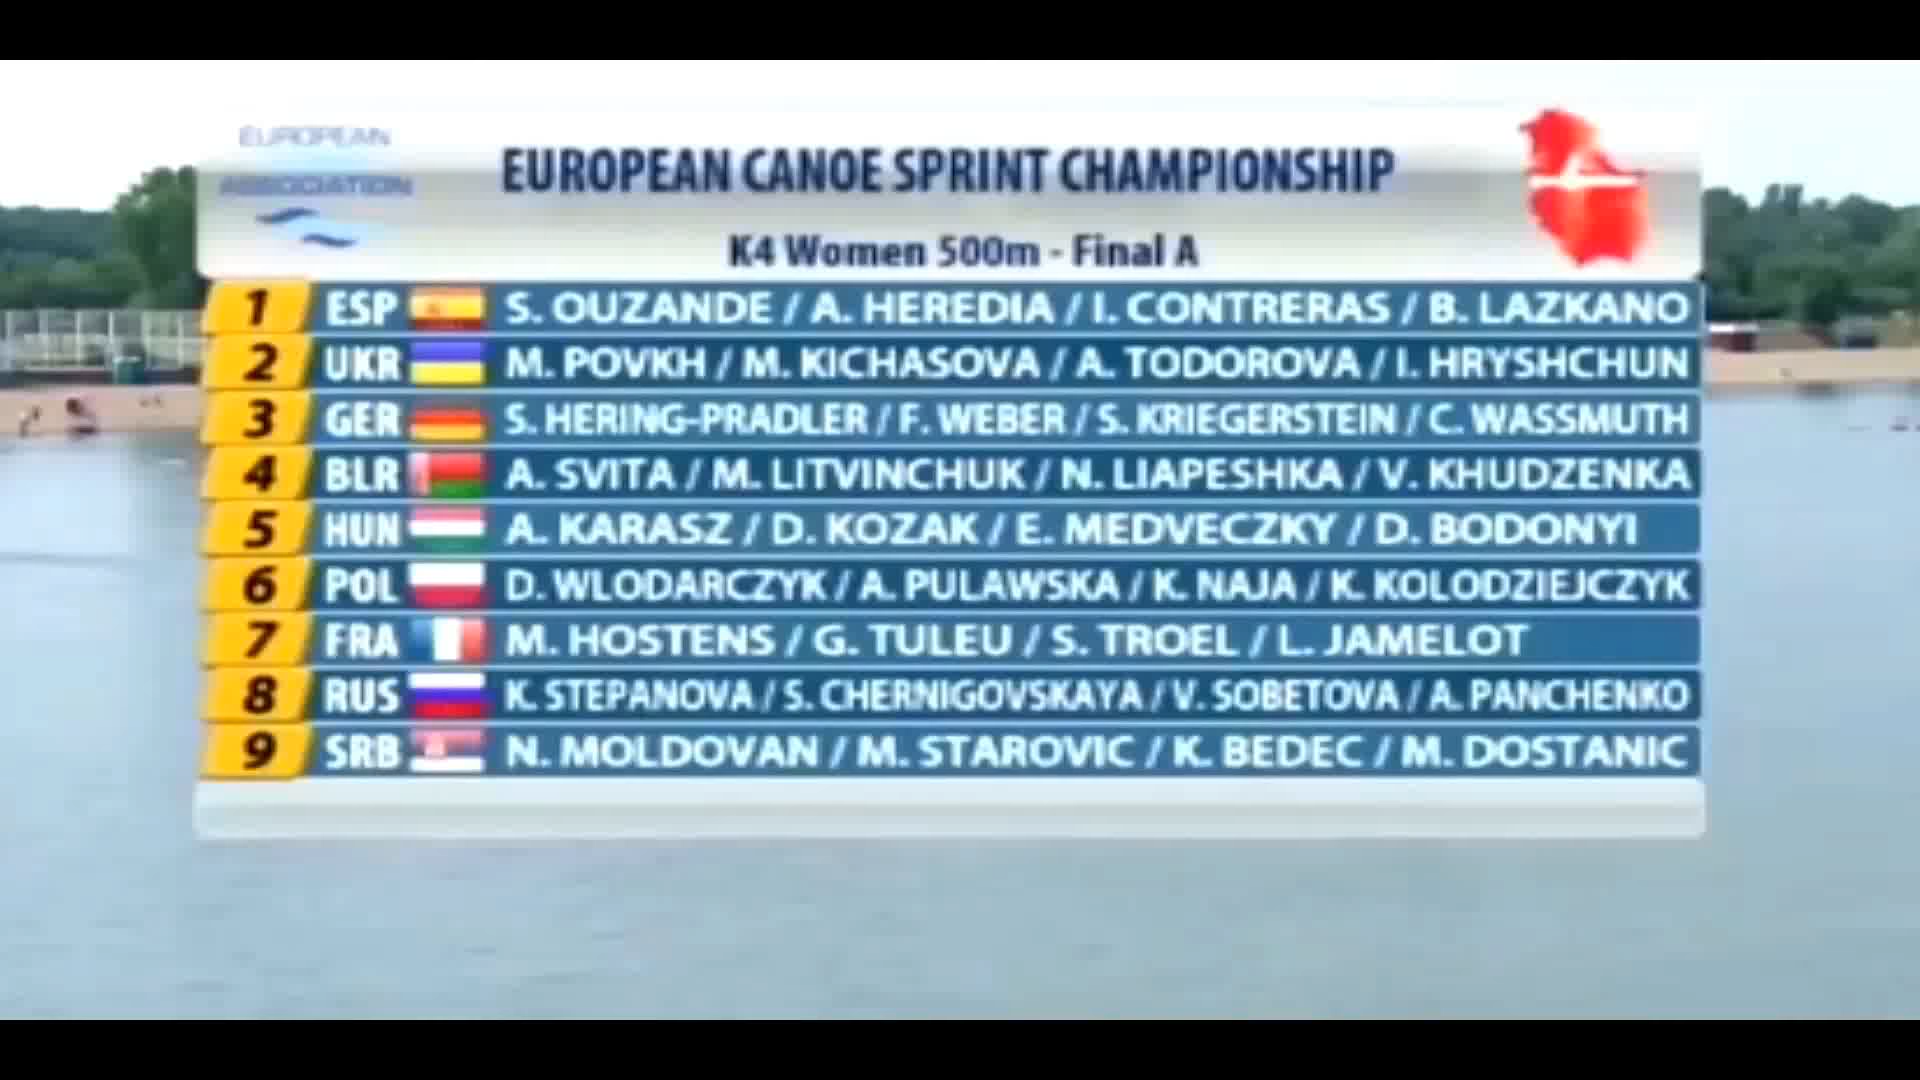 EUROPEAN
ASSOCIATION
EUROPEAN CANOE SPRINT CHAMPIONSHIP
K4 Women 500m - Final A
1 ESP S. OUZANDE / A. HEREDIA / I. CONTRERAS / B. LAZKANO
2 UKR M. POVKH / M. KICHASOVA / A. TODOROVA / I. HRYSHCHUN
3 GER S. HERING-PRADLER / F. WEBER / S. KRIEGERSTEIN / C. WASSMUTH
4 BLR A. SVITA / M. LITVINCHUK / N. LIAPESHKA / V. KHUDZENKA
5 HUN A. KARASZ / D. KOZAK / E. MEDVECZKY / D. BODONYI
6 POL D. WLODARCZYK / A. PULAWSKA / K. NAJA / K. KOLODZIEJCZYK
7 FRA M. HOSTENS / G. TULEU / S. TROEL / L. JAMELOT
8 RUS K. STEPANOVA / S. CHERNIGOVSKAYA / V. SOBETOVA / A. PANCHENKO
9 SRB N. MOLDOVAN / M. STAROVIC / K. BEDEC / M. DOSTANIC